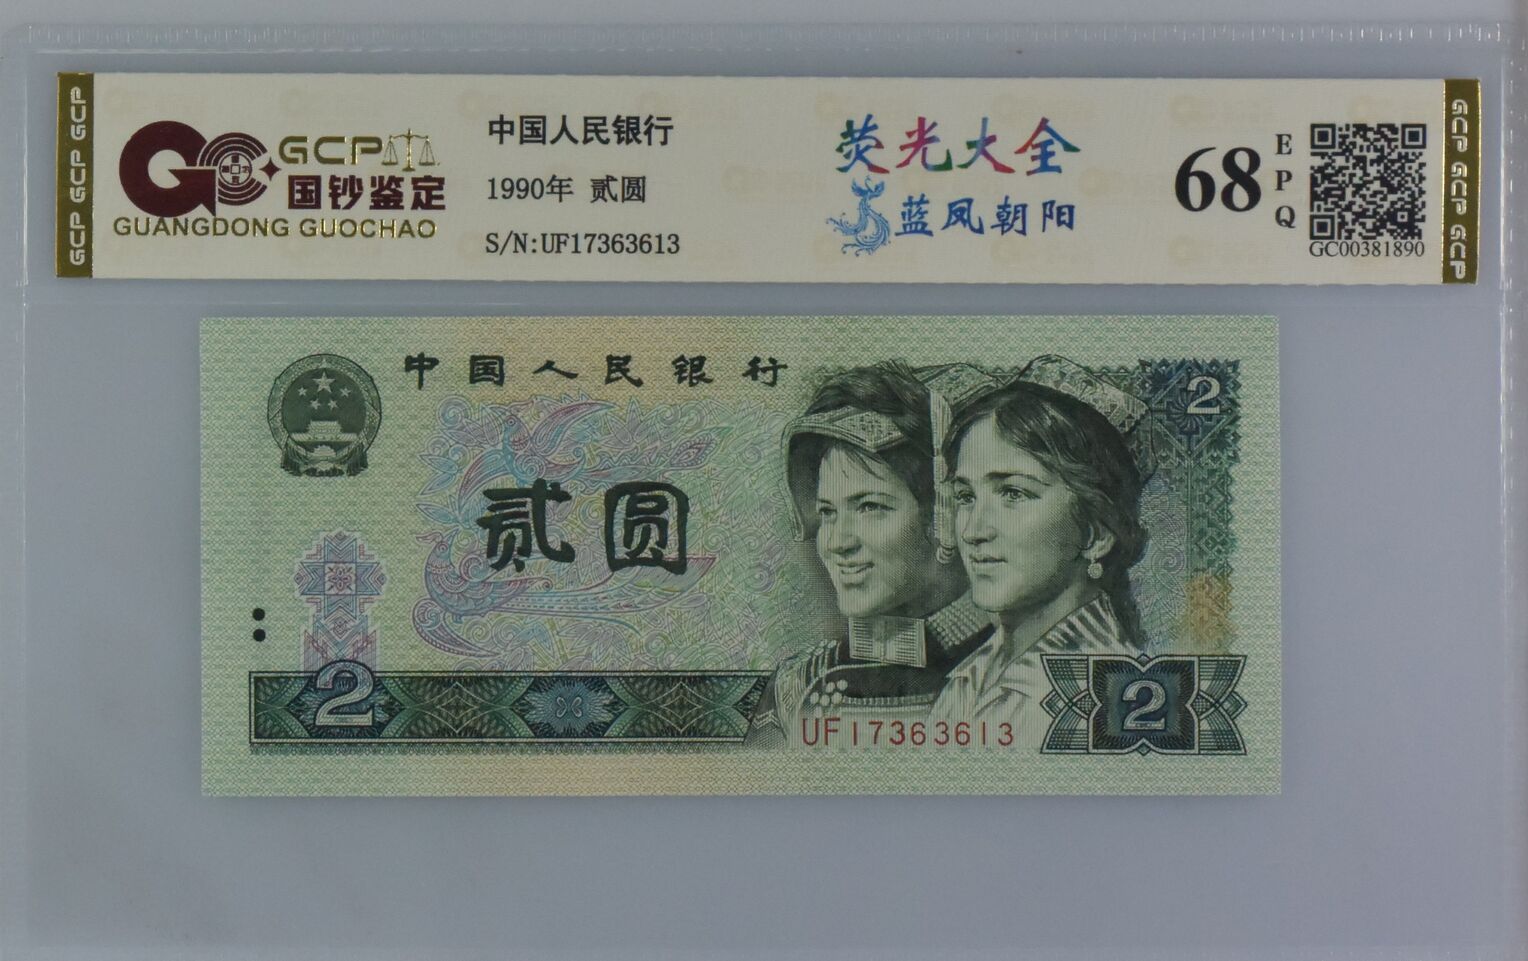 GCP GCP GCP
GCP
国钞鉴定
GUANGDONG GUOCHAO
中国人民银行
1990年 贰圆
S/N:UF17363613
荧光大全
蓝凤朝阳
68
EPQ
GC00381890
GCP GCP GCP
中国人民银行
2
贰圆
2
UF17363613
2